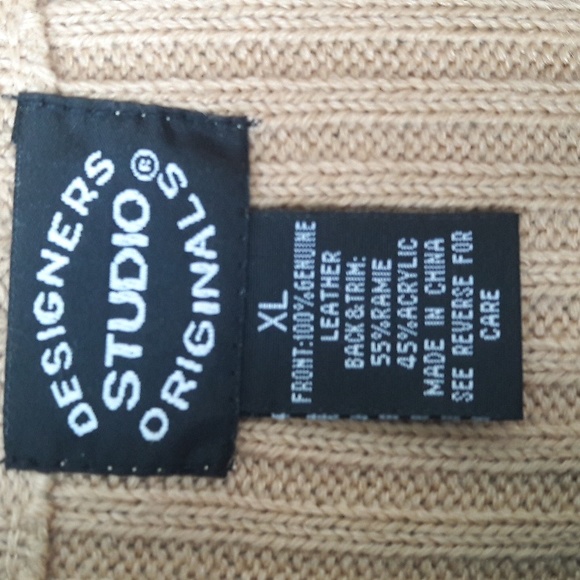 DESIGNERS
STUDIO®
ORIGINALS
XL
FRONT:100%GENUINE
LEATHER
BACK&TRIM:
55%RAMIE
45%ACRYLIC
MADE IN CHINA
SEE REVERSE FOR
CARE